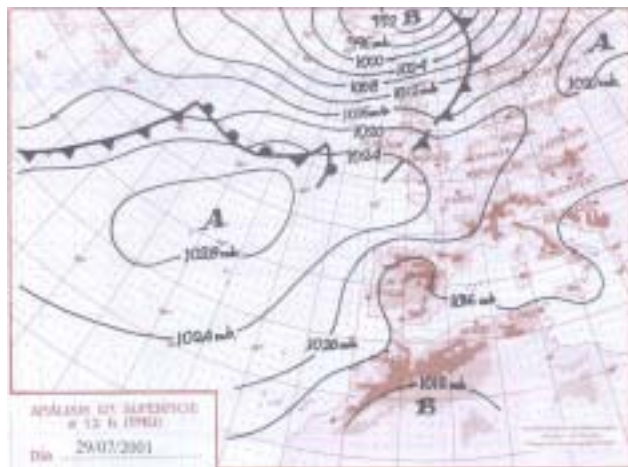 992 B
996 mb
1000
1004
1008
1012 mb
1016 mb
1020
1024
A
1020
A
1028 mb
1024 mb
1020 mb
1016 mb
1012 mb
B
ANÁLISIS EN SUPERFICIE
a 12 h (TMG)
Día 29/07/2001